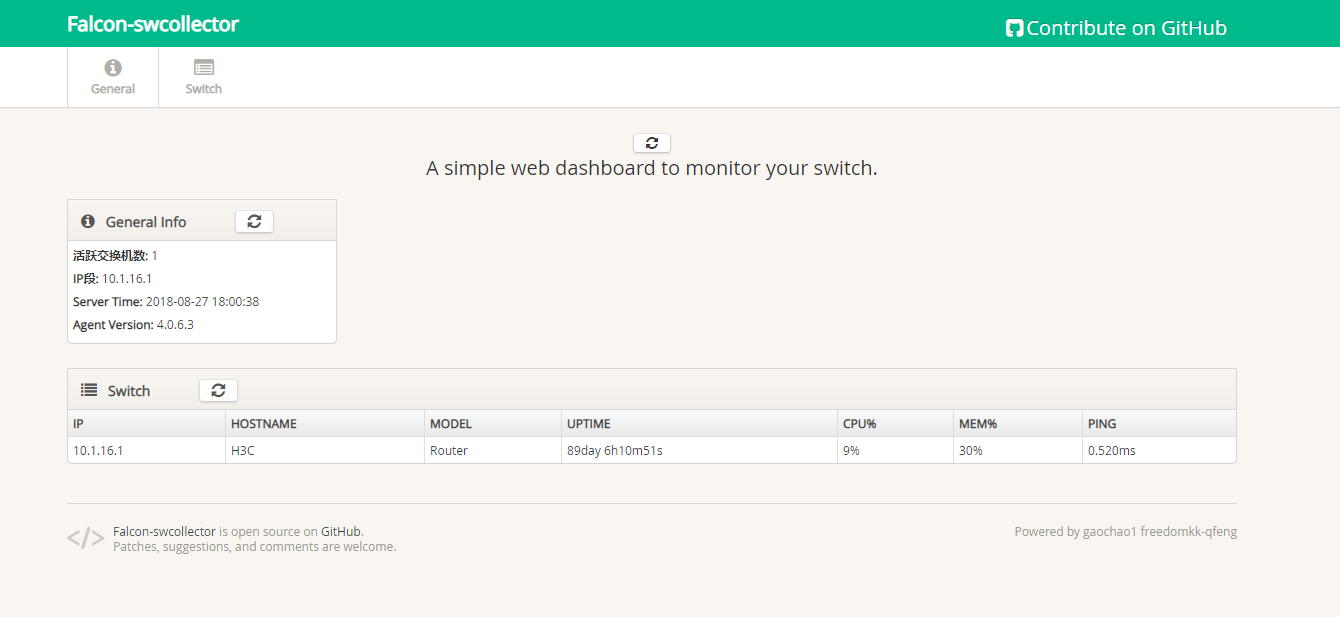 Falcon-swcollector
Contribute on GitHub
General
Switch
A simple web dashboard to monitor your switch.
General Info
活跃交换机数: 1
IP段: 10.1.16.1
Server Time: 2018-08-27 18:00:38
Agent Version: 4.0.6.3
Switch
IP HOSTNAME MODEL UPTIME CPU% MEM% PING
10.1.16.1 H3C Router 89day 6h10m51s 9% 30% 0.520ms
</> Falcon-swcollector is open source on GitHub.
Patches, suggestions, and comments are welcome.
Powered by gaochao1 freedomkk-qfeng